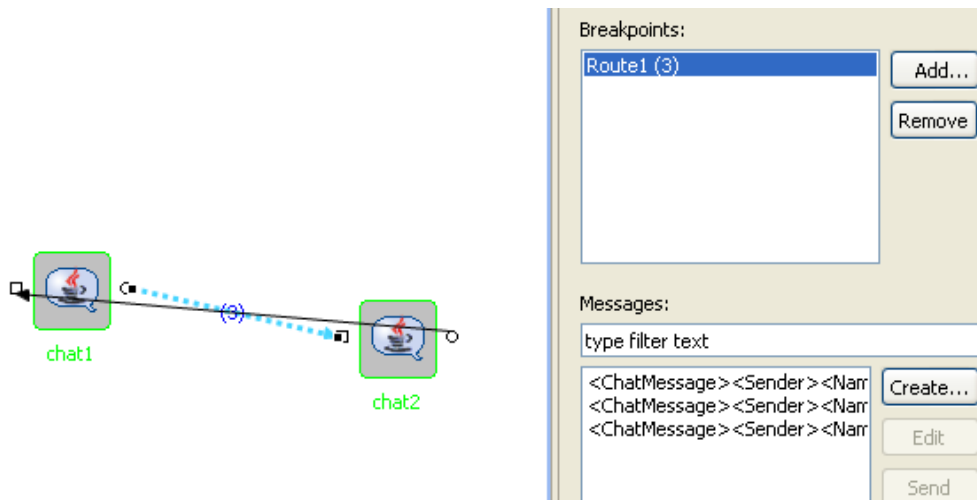 Breakpoints:
Route1 (3)
Add...
Remove
(3)
chat1
chat2
Messages:
type filter text
<ChatMessage><Sender><Nam
<ChatMessage><Sender><Nam
<ChatMessage><Sender><Nam
Create...
Edit
Send